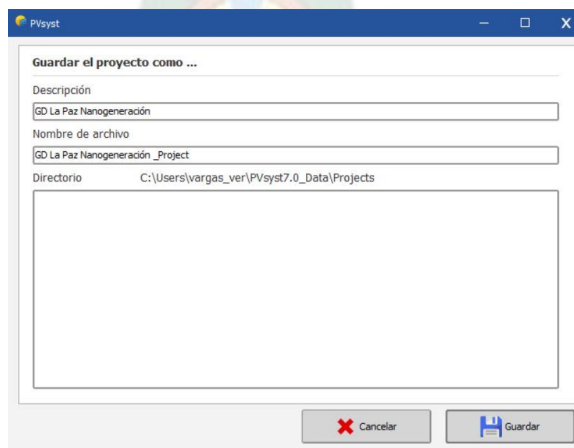 PVsyst
Guardar el proyecto como ...
Descripción
GD La Paz Nanogeneración
Nombre de archivo
GD La Paz Nanogeneración _Project
Directorio C:\Users\vargas_ver\PVsyst7.0_Data\Projects
Cancelar Guardar